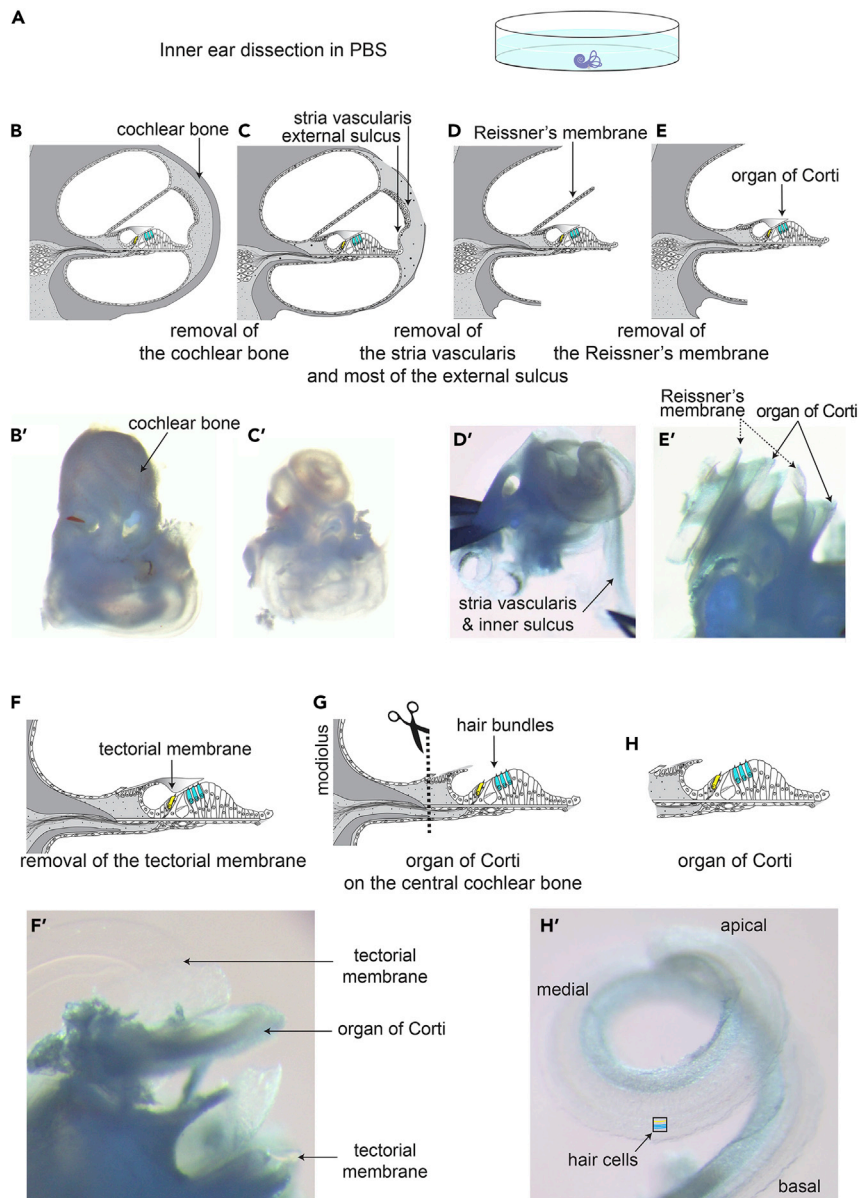 A
Inner ear dissection in PBS
B
cochlear bone
C
stria vascularis
external sulcus
D
Reissner's membrane
E
organ of Corti
removal of
the cochlear bone
removal of
the stria vascularis
and most of the external sulcus
removal of
the Reissner's membrane
B'
cochlear bone
C'
D'
stria vascularis
& inner sulcus
E'
Reissner's
membrane
organ of Corti
F
tectorial membrane
removal of the tectorial membrane
G
modiolus
hair bundles
organ of Corti
on the central cochlear bone
H
organ of Corti
F'
tectorial
membrane
organ of Corti
tectorial
membrane
H'
apical
medial
hair cells
basal